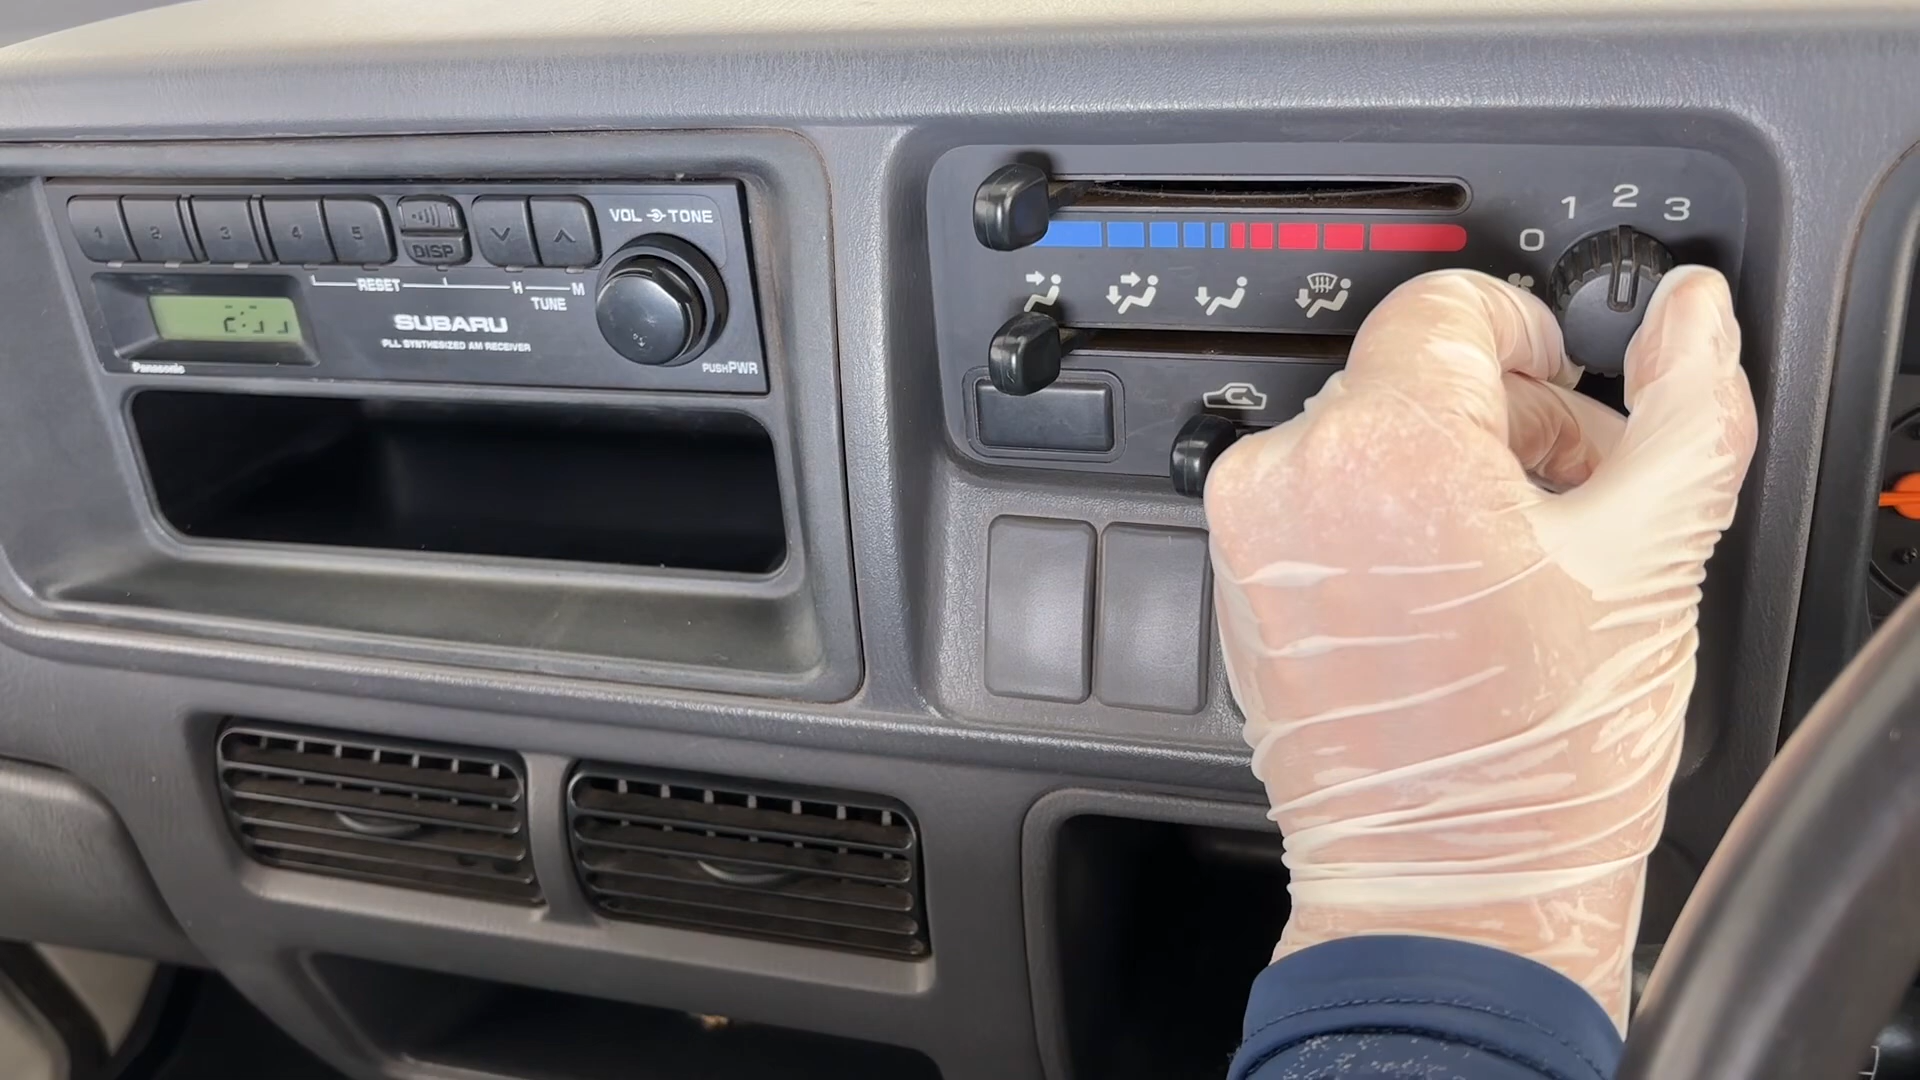 1 2 3 4 5
DISP
VOL TONE
RESET H M
TUNE
SUBARU
PLL SYNTHESIZED AM RECEIVER
Panasonic
PUSH PWR
0 1 2 3